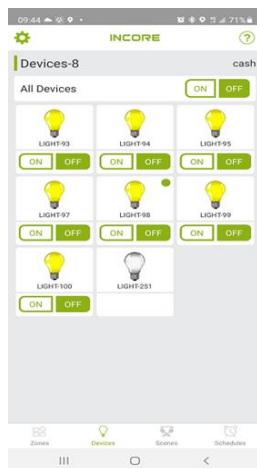 09:44 71%
INCORE ?
Devices-8 cash
All Devices ON OFF
LIGHT-93 LIGHT-94 LIGHT-95
ON OFF ON OFF ON OFF
LIGHT-97 LIGHT-98 LIGHT-99
ON OFF ON OFF ON OFF
LIGHT-100 LIGHT-251
ON OFF
Zones Devices Scenes Schedules